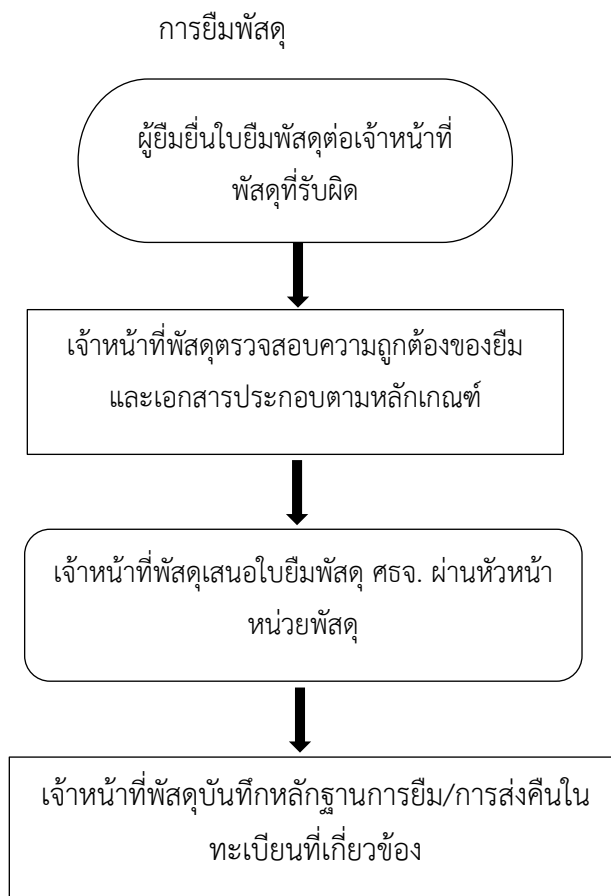 การยืมพัสดุ
ผู้ยืมยื่นใบยืมพัสดุต่อเจ้าหน้าที่
พัสดุที่รับผิด
เจ้าหน้าที่พัสดุตรวจสอบความถูกต้องของยืม
และเอกสารประกอบตามหลักเกณฑ์
เจ้าหน้าที่พัสดุเสนอใบยืมพัสดุ ศธจ. ผ่านหัวหน้า
หน่วยพัสดุ
เจ้าหน้าที่พัสดุบันทึกหลักฐานการยืม/การส่งคืนใน
ทะเบียนที่เกี่ยวข้อง